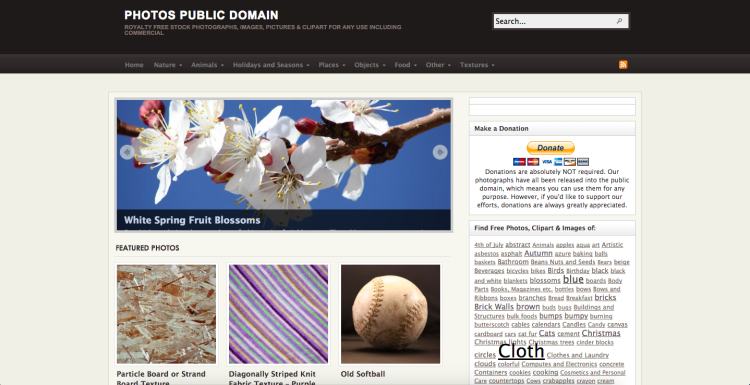 PHOTOS PUBLIC DOMAIN
ROYALTY FREE STOCK PHOTOGRAPHS, IMAGES, PICTURES & CLIPART FOR ANY USE INCLUDING
COMMERCIAL
Search...
Home Nature Animals Holidays and Seasons Places Objects Food Other Textures
White Spring Fruit Blossoms
FEATURED PHOTOS
Particle Board or Strand
Board Texture
Diagonally Striped Knit
Fabric Texture – Purple
Old Softball
Make a Donation
Donate
VISA
Donations are absolutely NOT required. Our
photographs have all been released into the public
domain, which means you can use them for any
purpose. However, if you'd like to support our
efforts, donations are always greatly appreciated.
Find Free Photos, Clipart & Images of:
4th of July abstract Animals apples aqua art Artistic
asbestos asphalt Autumn azure baking balls
baskets Bathroom Beans Nuts and Seeds Bears beige
Beverages bicycles bikes Birds Birthday black black
and white blankets blossoms blue boards Body
Parts Books, Magazines etc. bottles bows Bows and
Ribbons boxes branches Bread Breakfast bricks
Brick Walls brown buds bugs Buildings and
Structures bulk foods bumps bumpy burning
butterscotch cables calendars Candles Candy canvas
cardboard cars cat fur Cats cement Christmas
Christmas lights Christmas trees cinder blocks
circles Cloth Clothes and Laundry
clouds colorful Computers and Electronics concrete
Containers cookies cooking Cosmetics and Personal
Care countertops Cows crabapples crayon cream